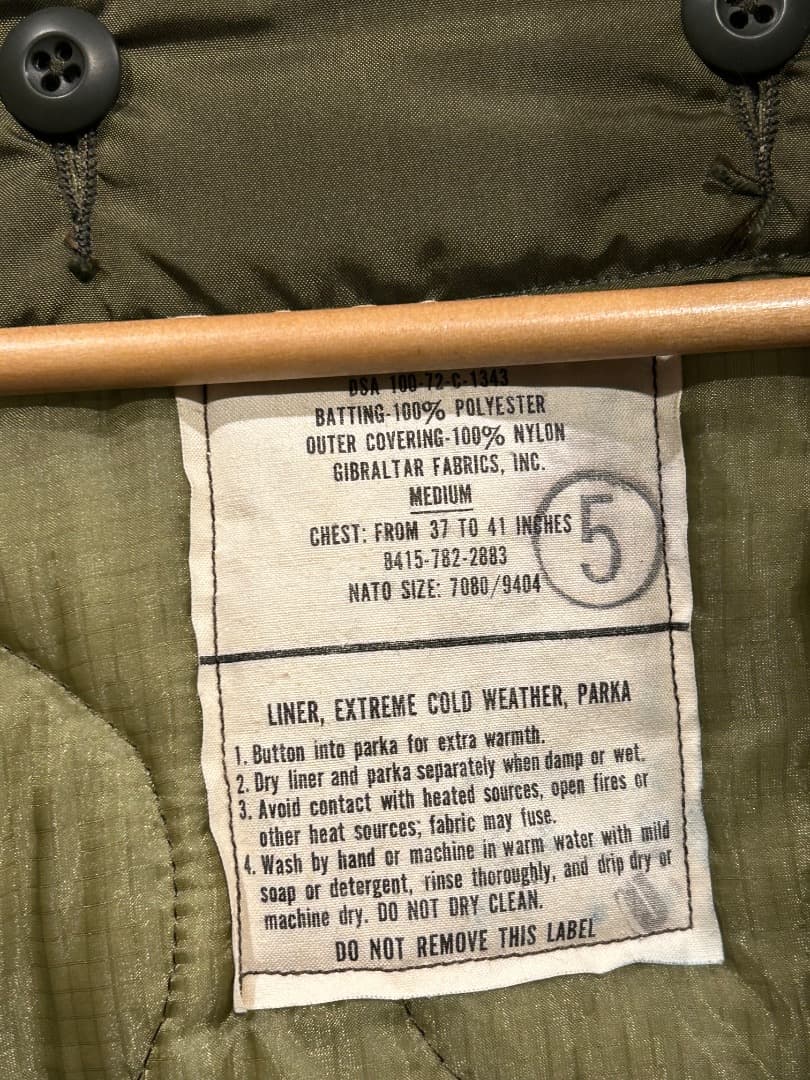 DSA 100-72-C-1343
BATTING-100% POLYESTER
OUTER COVERING-100% NYLON
GIBRALTAR FABRICS, INC.
MEDIUM
CHEST: FROM 37 TO 41 INCHES
8415-782-2883
NATO SIZE: 7080/9404
5
LINER, EXTREME COLD WEATHER, PARKA
1. Button into parka for extra warmth.
2. Dry liner and parka separately when damp or wet.
3. Avoid contact with heated sources, open fires or
other heat sources; fabric may fuse.
4. Wash by hand or machine in warm water with mild
soap or detergent, rinse thoroughly, and drip dry or
machine dry. DO NOT DRY CLEAN.
DO NOT REMOVE THIS LABEL